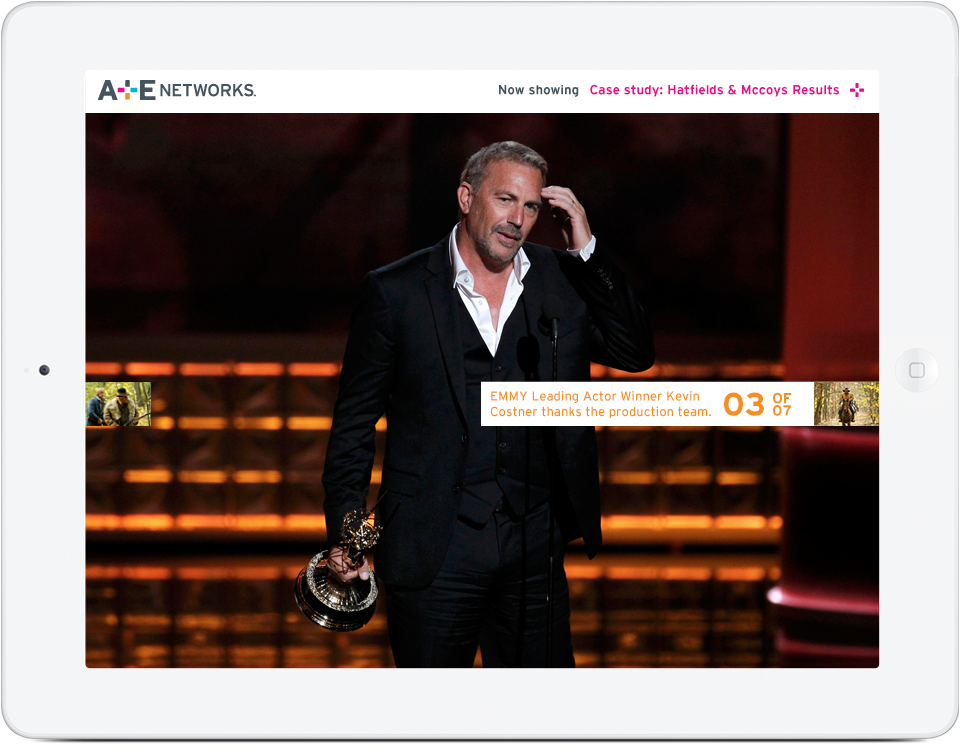 A+E NETWORKS.
Now showing Case study: Hatfields & Mccoys Results
EMMY Leading Actor Winner Kevin
Costner thanks the production team.
03 OF
07